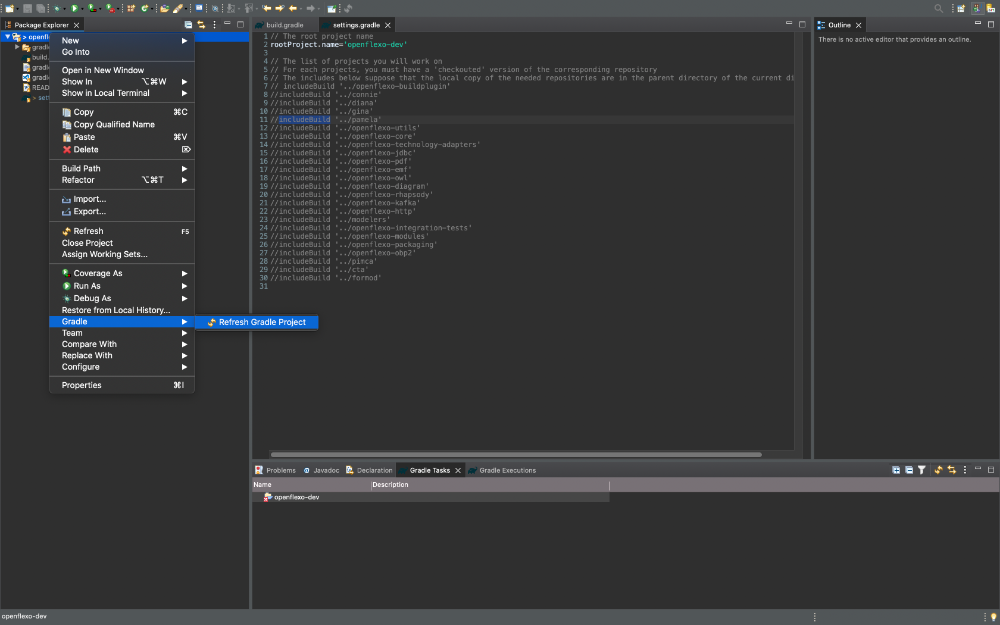 Package Explorer
> openfl
gradle
build.
gradle
gradle
READ
> sett
New
Go Into
Open in New Window
Show In ⌥⌘W
Show in Local Terminal
Copy ⌘C
Copy Qualified Name
Paste ⌘V
Delete ⌦
Build Path
Refactor ⌥⌘T
Import...
Export...
Refresh F5
Close Project
Assign Working Sets...
Coverage As
Run As
Debug As
Restore from Local History...
Gradle
Refresh Gradle Project
Team
Compare With
Replace With
Configure
Properties ⌘I
build.gradle
settings.gradle
1 // The root project name
2 rootProject.name='openflexo-dev'
3
4 // The list of projects you will work on
5 // For each projects, you must have a 'checkouted' version of the corresponding repository
6 // The includes below suppose that the local copy of the needed repositories are in the parent directory of the current di
7 // includeBuild '../openflexo-buildplugin'
8 //includeBuild '../connie'
9 //includeBuild '../diana'
10 //includeBuild '../gina'
11 //includeBuild '../pamela'
12 //includeBuild '../openflexo-utils'
13 //includeBuild '../openflexo-core'
14 //includeBuild '../openflexo-technology-adapters'
15 //includeBuild '../openflexo-jdbc'
16 //includeBuild '../openflexo-pdf'
17 //includeBuild '../openflexo-emf'
18 //includeBuild '../openflexo-owl'
19 //includeBuild '../openflexo-diagram'
20 //includeBuild '../openflexo-rhapsody'
21 //includeBuild '../openflexo-kafka'
22 //includeBuild '../openflexo-http'
23 //includeBuild '../modelers'
24 //includeBuild '../openflexo-integration-tests'
25 //includeBuild '../openflexo-modules'
26 //includeBuild '../openflexo-packaging'
27 //includeBuild '../openflexo-obp2'
28 //includeBuild '../pimca'
29 //includeBuild '../cta'
30 //includeBuild '../formod'
31
Outline
There is no active editor that provides an outline.
Problems
Javadoc
Declaration
Gradle Tasks
Gradle Executions
Name Description
openflexo-dev
openflexo-dev